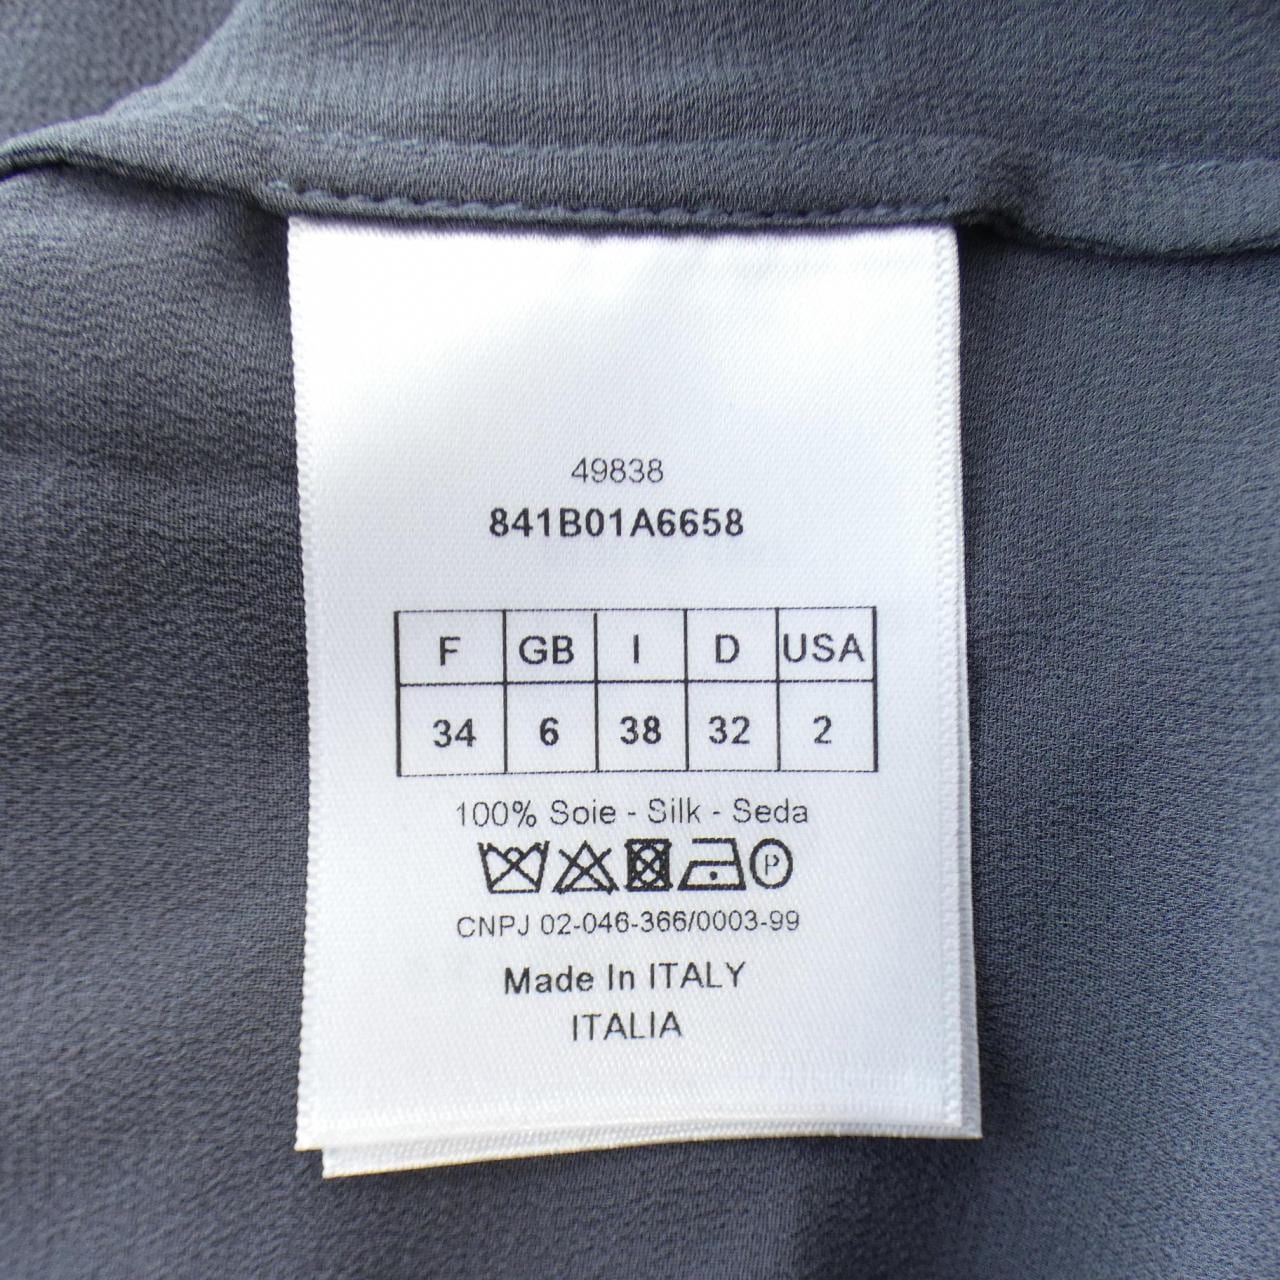 49838
841B01A6658
F GB I D USA
34 6 38 32 2
100% Soie - Silk - Seda
P
CNPJ 02-046-366/0003-99
Made In ITALY
ITALIA